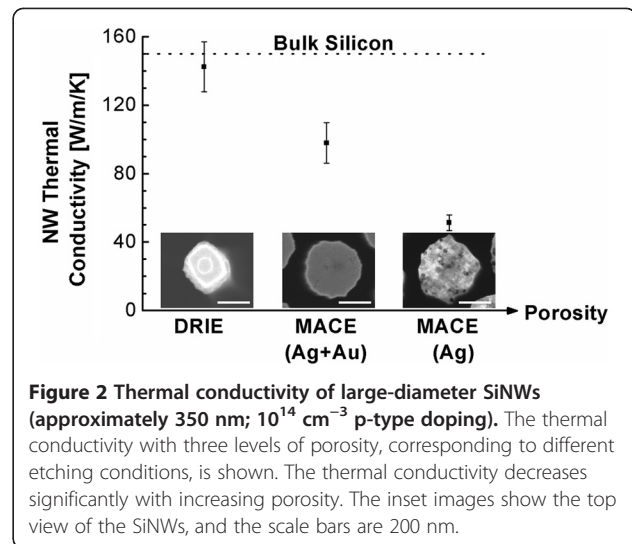 160
120
80
40
0
NW Thermal
Conductivity [W/m/K]
Bulk Silicon
DRIE
MACE
(Ag+Au)
MACE
(Ag)
Porosity
Figure 2 Thermal conductivity of large-diameter SiNWs
(approximately 350 nm; 10¹⁴ cm⁻³ p-type doping). The thermal
conductivity with three levels of porosity, corresponding to different
etching conditions, is shown. The thermal conductivity decreases
significantly with increasing porosity. The inset images show the top
view of the SiNWs, and the scale bars are 200 nm.